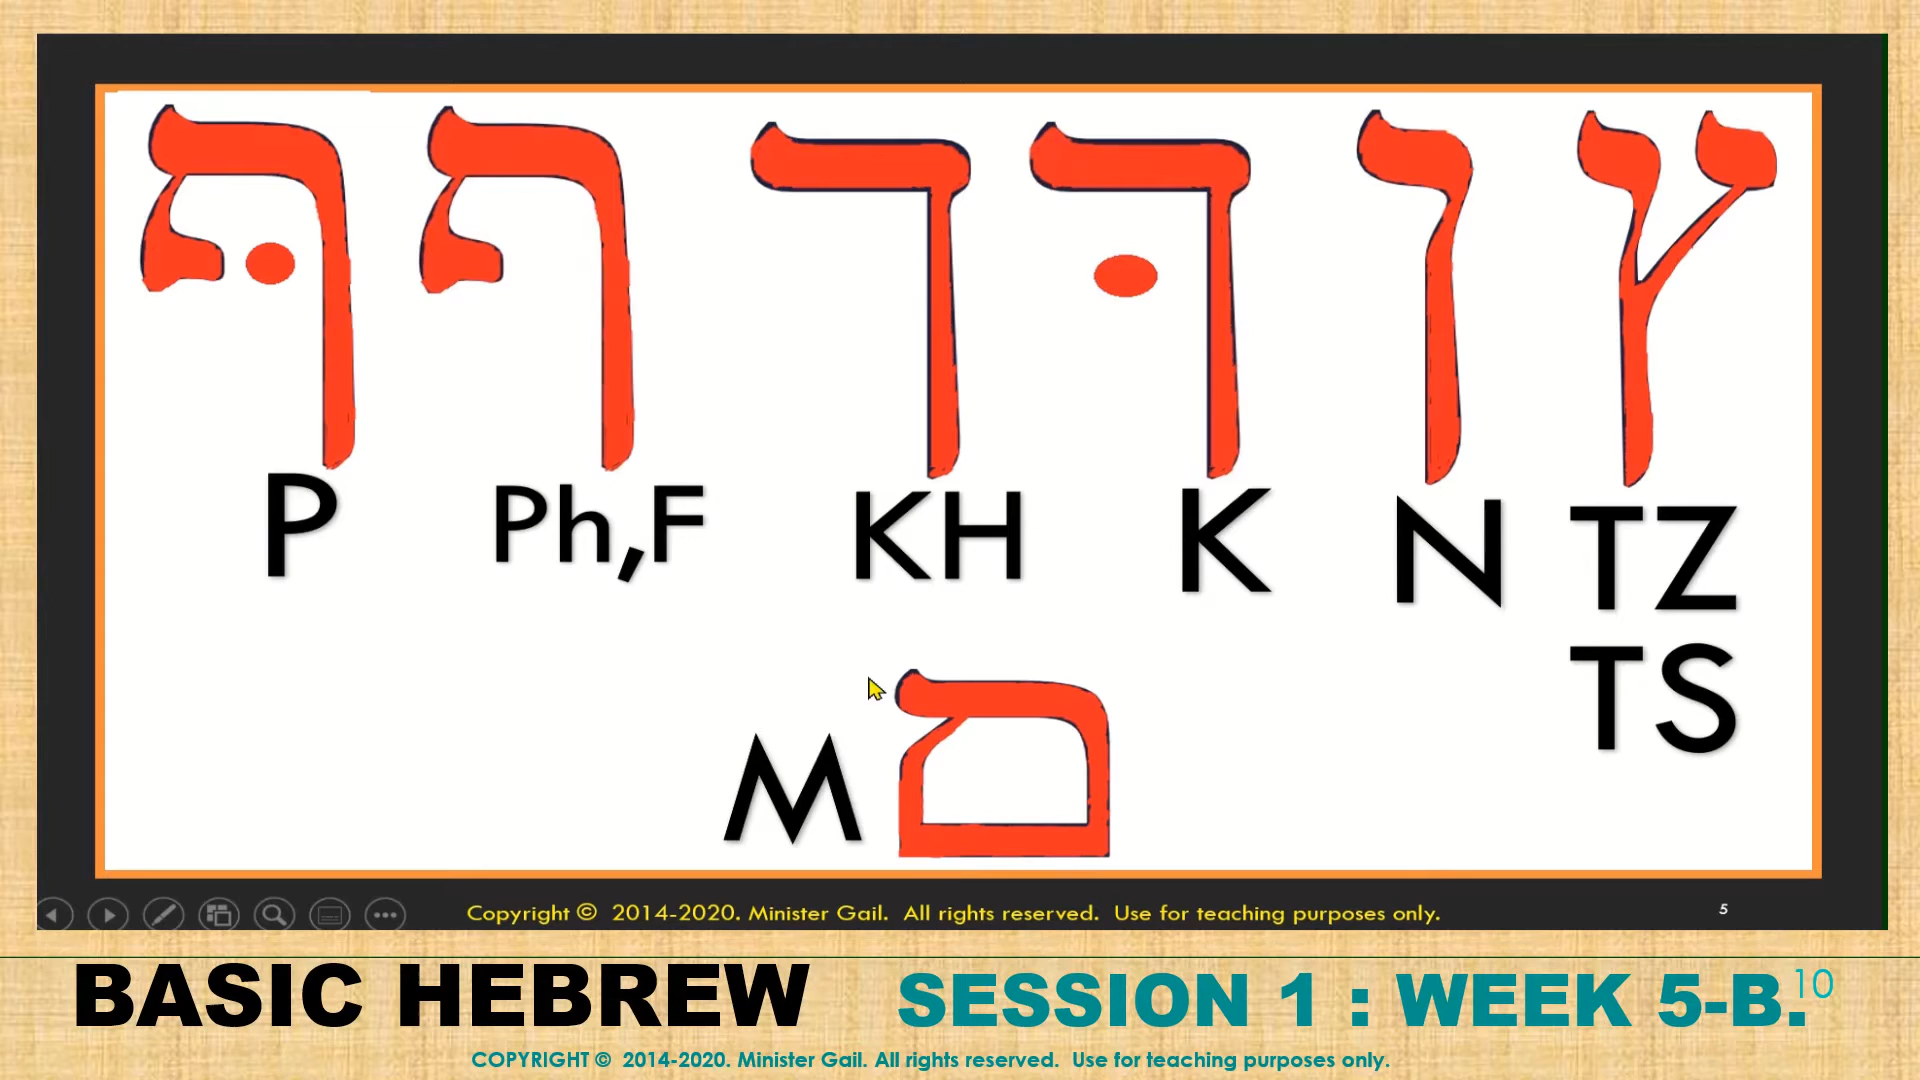 ףּ ף ך ךּ ן ץ
P Ph,F KH K N TZ
TS
M ם
Copyright © 2014-2020. Minister Gail. All rights reserved. Use for teaching purposes only.
5
BASIC HEBREW SESSION 1 : WEEK 5-B.
10
COPYRIGHT © 2014-2020. Minister Gail. All rights reserved. Use for teaching purposes only.